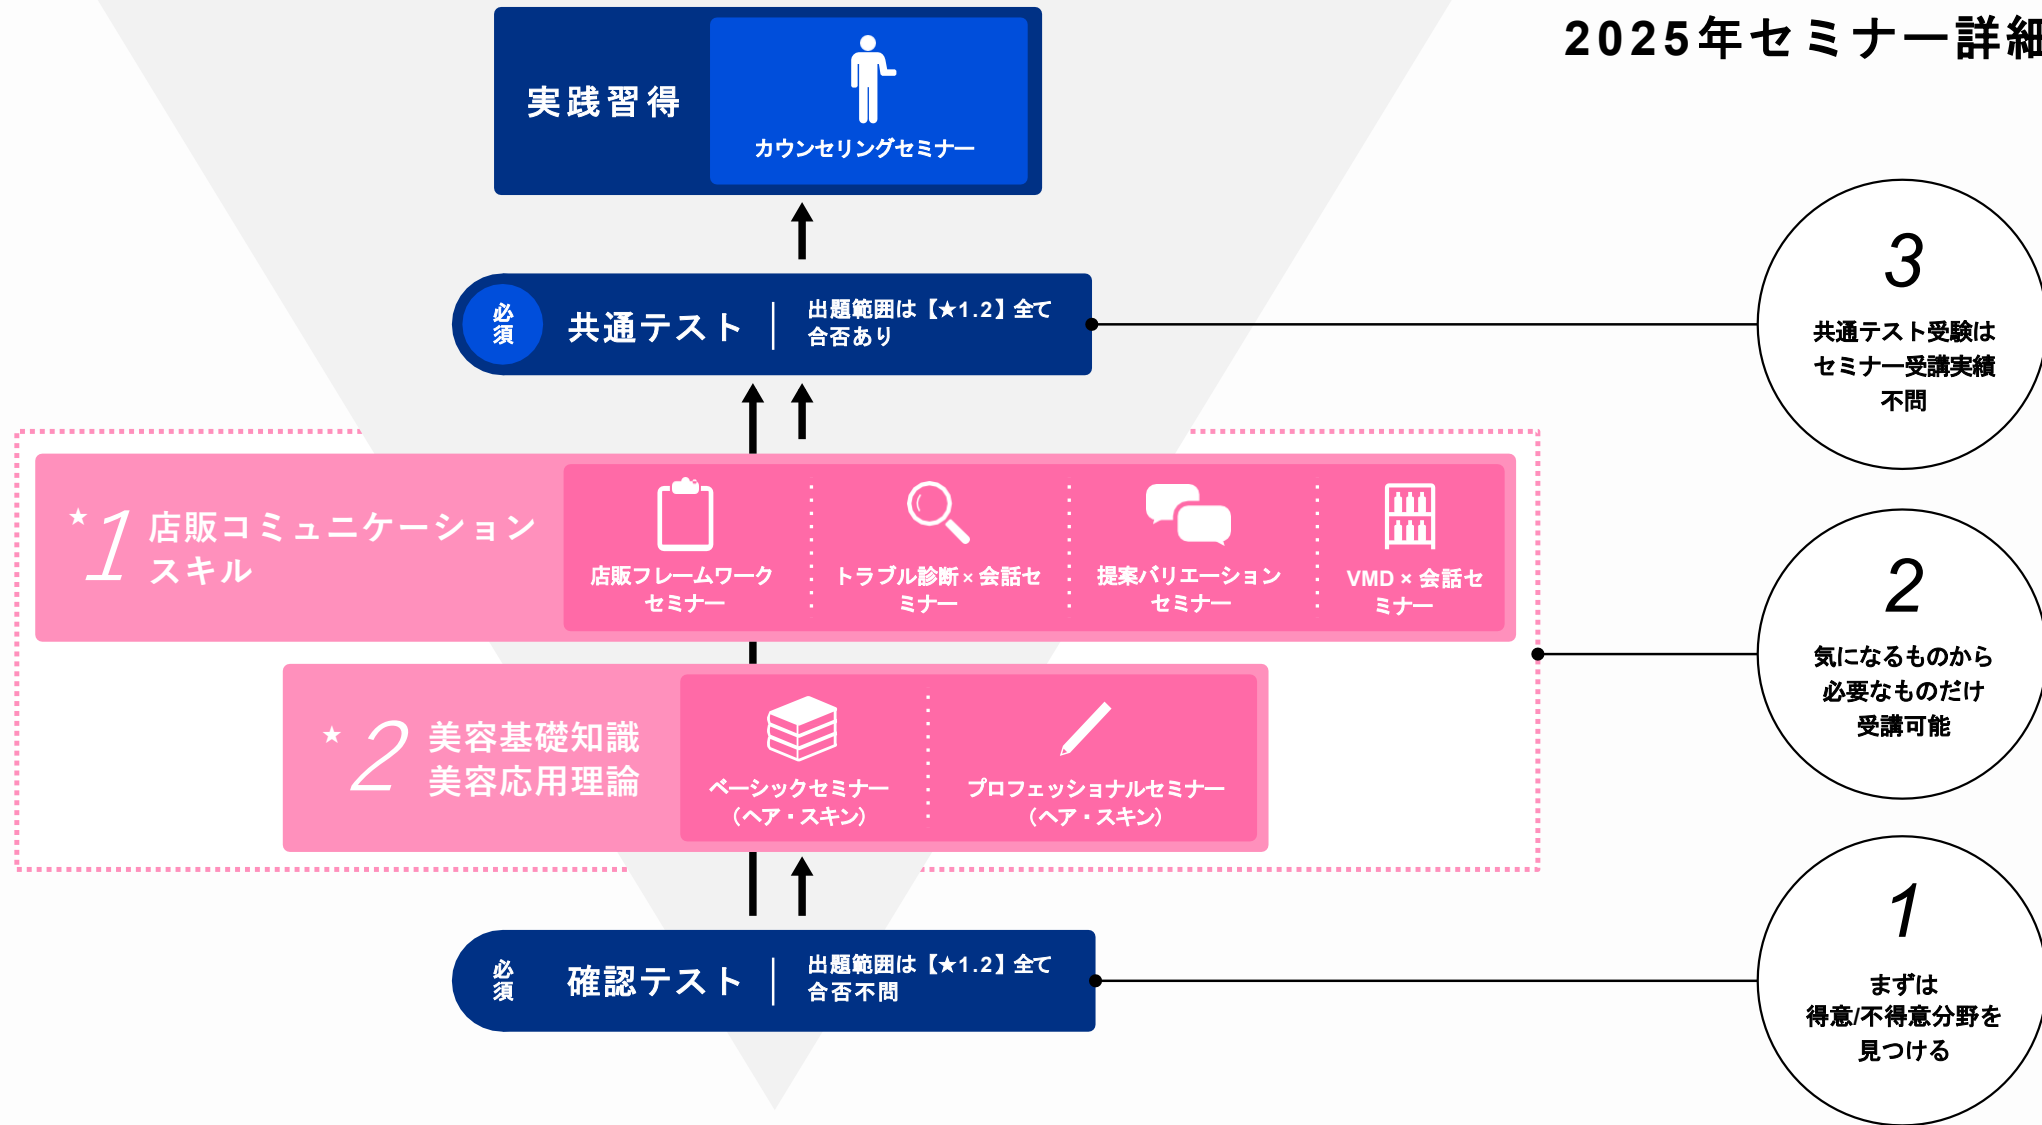 2025年セミナー詳細
実践習得
カウンセリングセミナー
必須
共通テスト
出題範囲は【★1.2】全て
合否あり
3
共通テスト受験は
セミナー受講実績
不問
★1
店販コミュニケーション
スキル
店販フレームワーク
セミナー
トラブル診断×会話セ
ミナー
提案バリエーション
セミナー
VMD × 会話セ
ミナー
2
気になるものから
必要なものだけ
受講可能
★2
美容基礎知識
美容応用理論
ベーシックセミナー
（ヘア・スキン）
プロフェッショナルセミナー
（ヘア・スキン）
必須
確認テスト
出題範囲は【★1.2】全て
合否不問
1
まずは
得意/不得意分野を
見つける